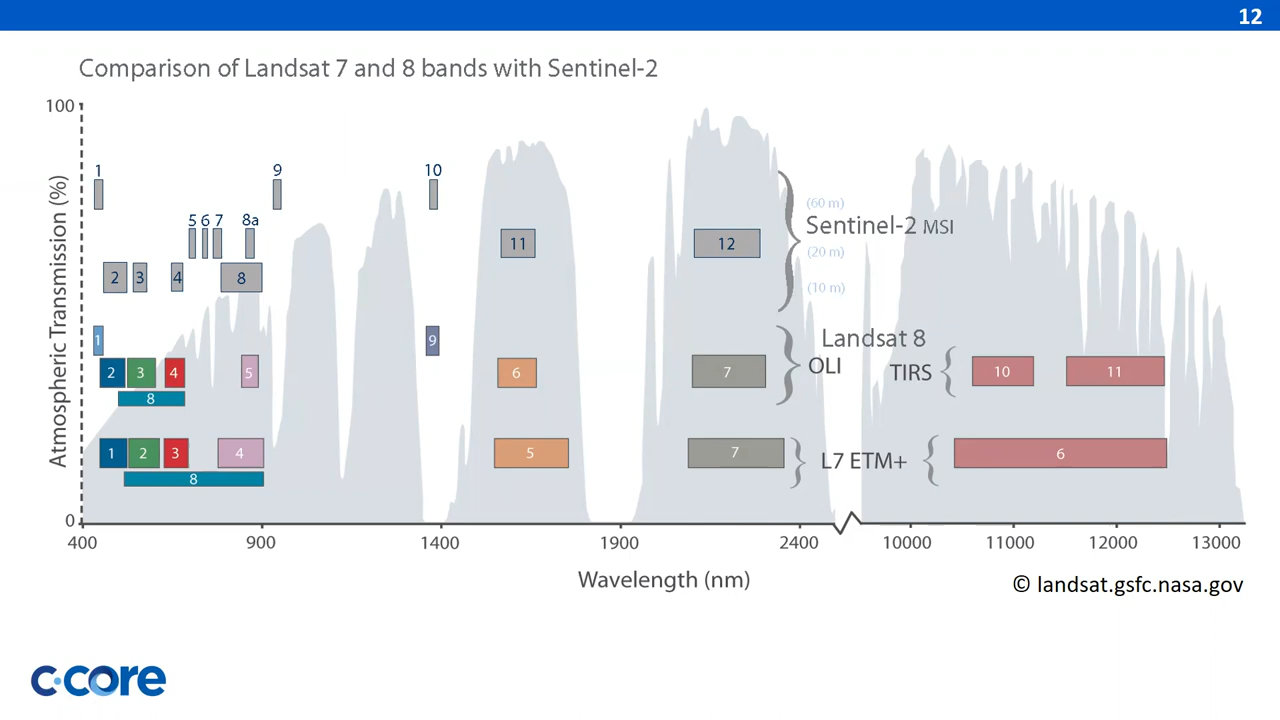 12
Comparison of Landsat 7 and 8 bands with Sentinel-2
100
Atmospheric Transmission (%)
0
1 9 10
5 6 7 8a
11 12
2 3 4 8
(60 m)
Sentinel-2 MSI
(20 m)
(10 m)
1 9
2 3 4 5 6 7
8
Landsat 8
OLI TIRS 10 11
1 2 3 4 5 7
8
L7 ETM+ 6
400 900 1400 1900 2400 10000 11000 12000 13000
Wavelength (nm)
© landsat.gsfc.nasa.gov
c·core